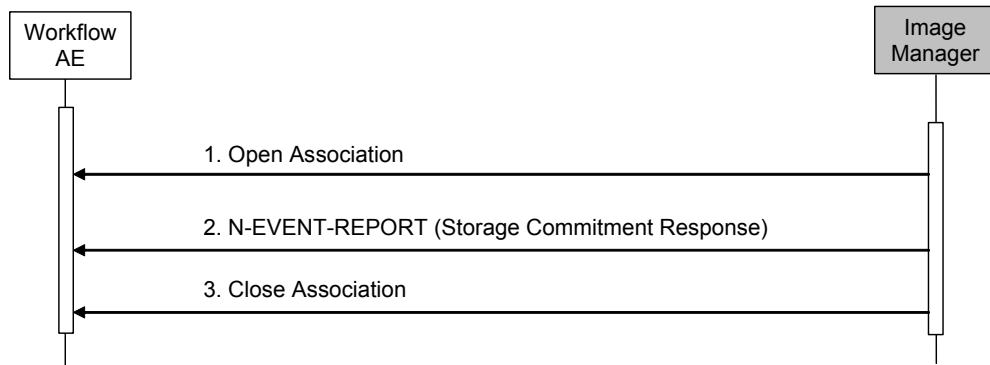 Workflow
AE
Image
Manager
1. Open Association
2. N-EVENT-REPORT (Storage Commitment Response)
3. Close Association